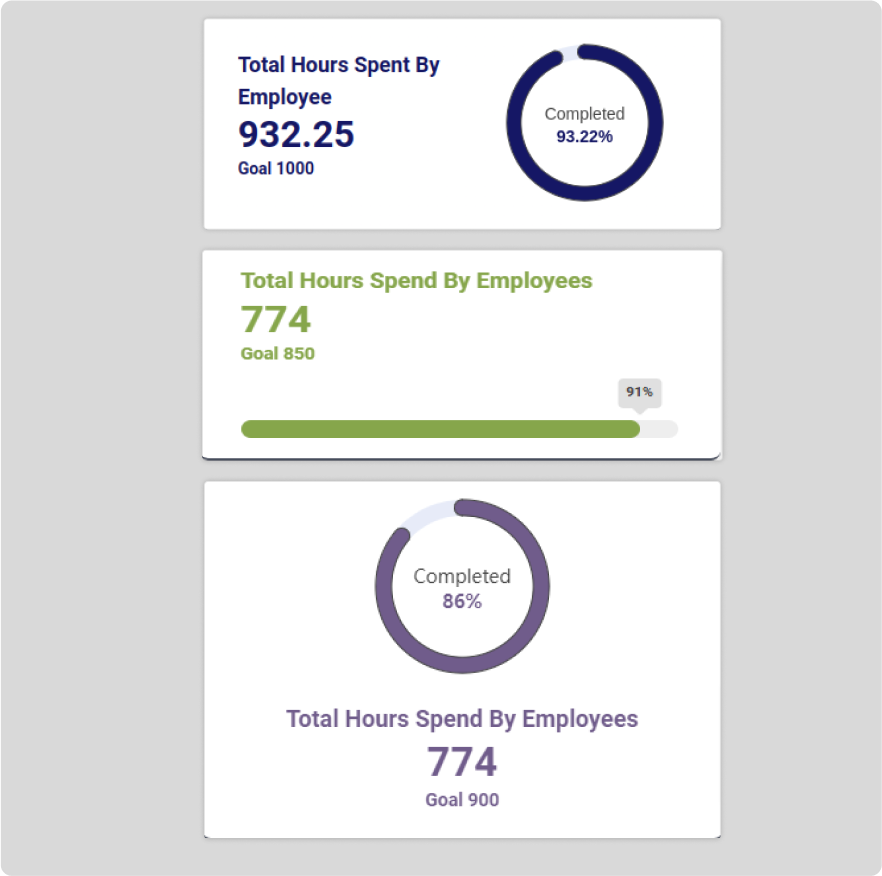 Total Hours Spent By
Employee
932.25
Goal 1000
Completed
93.22%
Total Hours Spend By Employees
774
Goal 850
91%
Completed
86%
Total Hours Spend By Employees
774
Goal 900